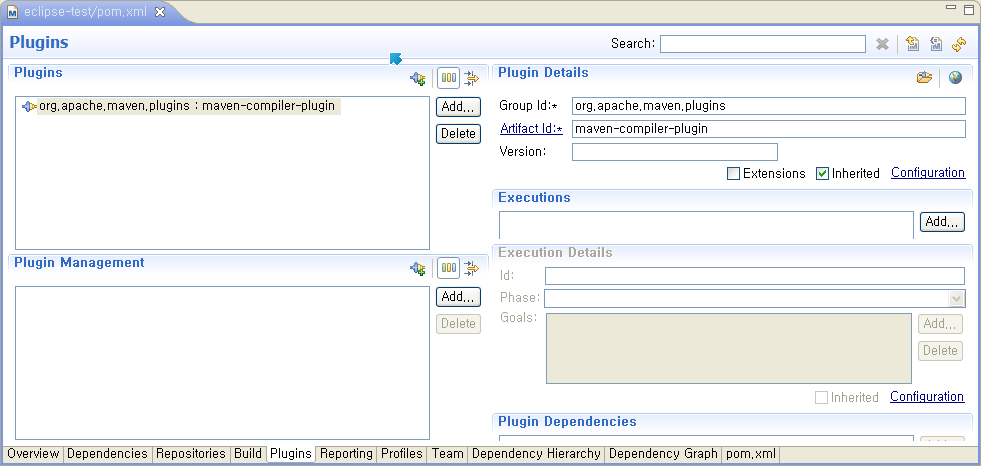 eclipse-test/pom.xml
Plugins
Search:
Plugins
org.apache.maven.plugins : maven-compiler-plugin
Add...
Delete
Plugin Management
Add...
Delete
Plugin Details
Group Id:*
org.apache.maven.plugins
Artifact Id:*
maven-compiler-plugin
Version:
Extensions Inherited Configuration
Executions
Add...
Execution Details
Id:
Phase:
Goals:
Add...
Delete
Inherited Configuration
Plugin Dependencies
Overview Dependencies Repositories Build Plugins Reporting Profiles Team Dependency Hierarchy Dependency Graph pom.xml